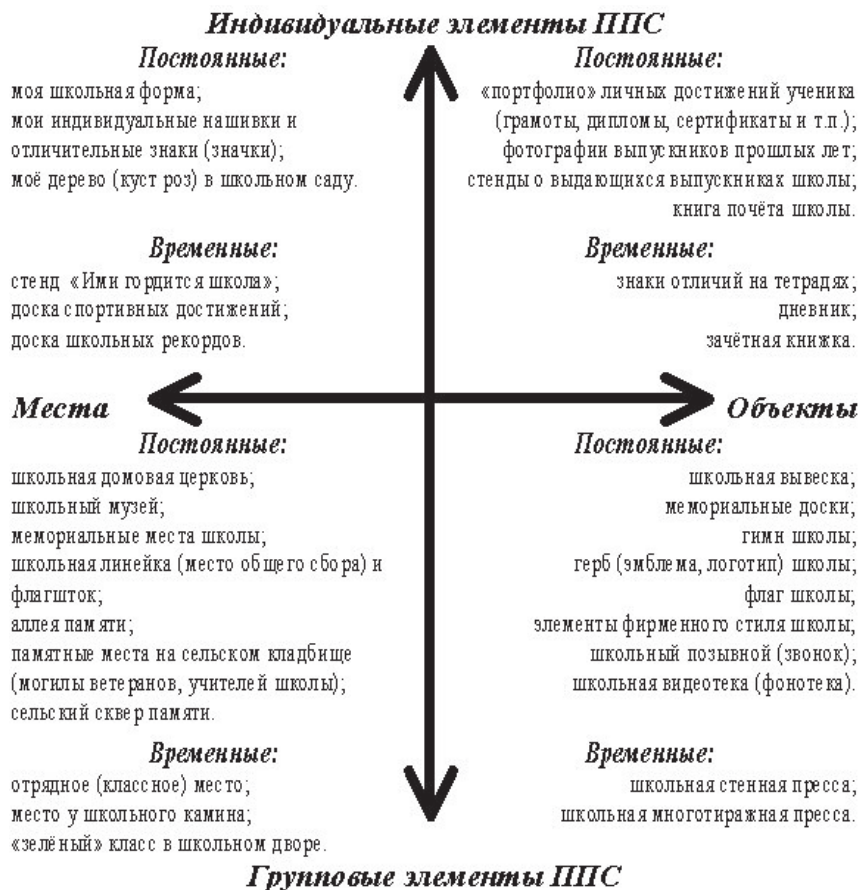 Индивидуальные элементы ППС
Постоянные:
моя школьная форма;
мои индивидуальные нашивки и
отличительные знаки (значки);
моё дерево (куст роз) в школьном саду.
Временные:
стенд «Ими гордится школа»;
доска спортивных достижений;
доска школьных рекордов.
Постоянные:
«портфолио» личных достижений ученика
(грамоты, дипломы, сертификаты и т.п.);
фотографии выпускников прошлых лет;
стенды о выдающихся выпускниках школы;
книга почёта школы.
Временные:
знаки отличий на тетрадях;
дневник;
зачётная книжка.
Места
Объекты
Постоянные:
школьная домовая церковь;
школьный музей;
мемориальные места школы;
школьная линейка (место общего сбора) и
флагшток;
аллея памяти;
памятные места на сельском кладбище
(могилы ветеранов, учителей школы);
сельский сквер памяти.
Временные:
отрядное (классное) место;
место у школьного камина;
«зелёный» класс в школьном дворе.
Постоянные:
школьная вывеска;
мемориальные доски;
гимн школы;
герб (эмблема, логотип) школы;
флаг школы;
элементы фирменного стиля школы;
школьный позывной (звонок);
школьная видеотека (фонотека).
Временные:
школьная стенная пресса;
школьная многотиражная пресса.
Групповые элементы ППС